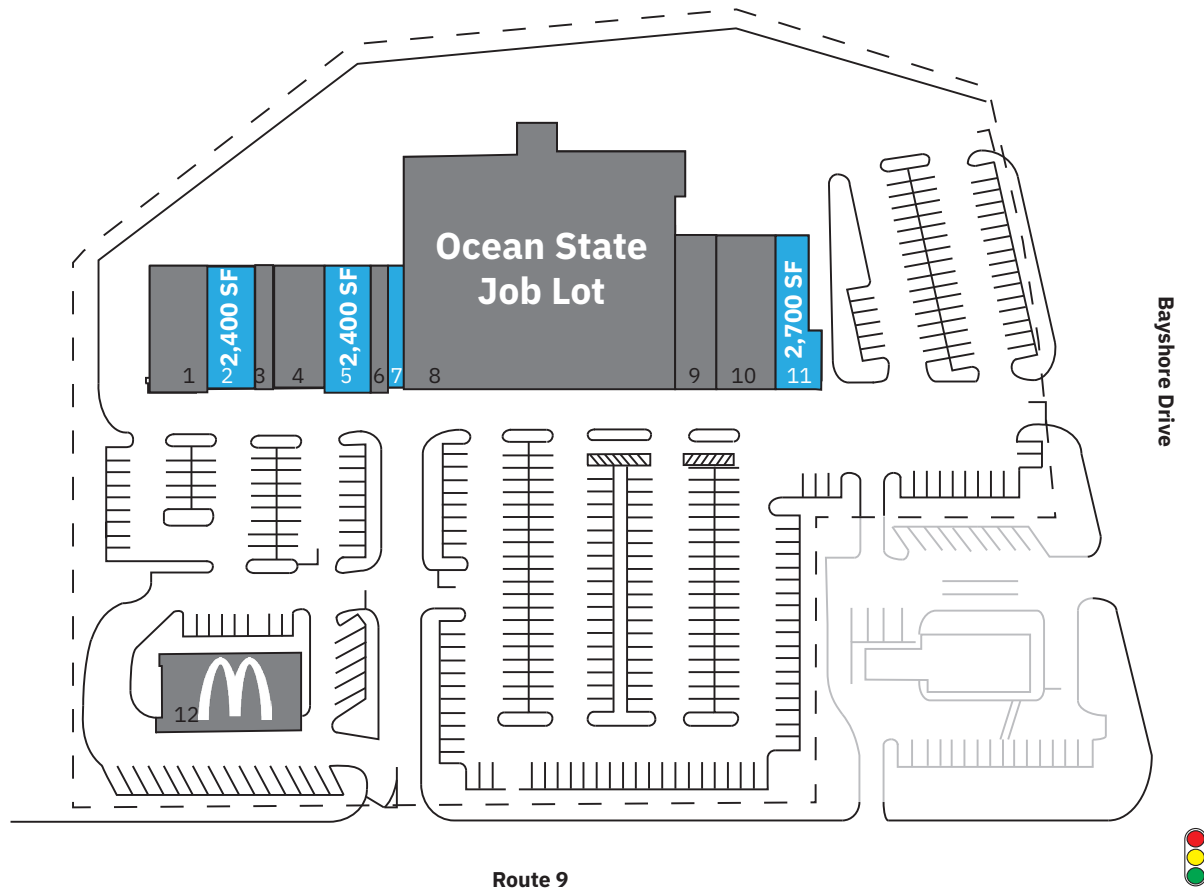 Ocean State
Job Lot
2,400 SF
2,400 SF
2,700 SF
1
2
3
4
5
6
7
8
9
10
11
12
Bayshore Drive
Route 9